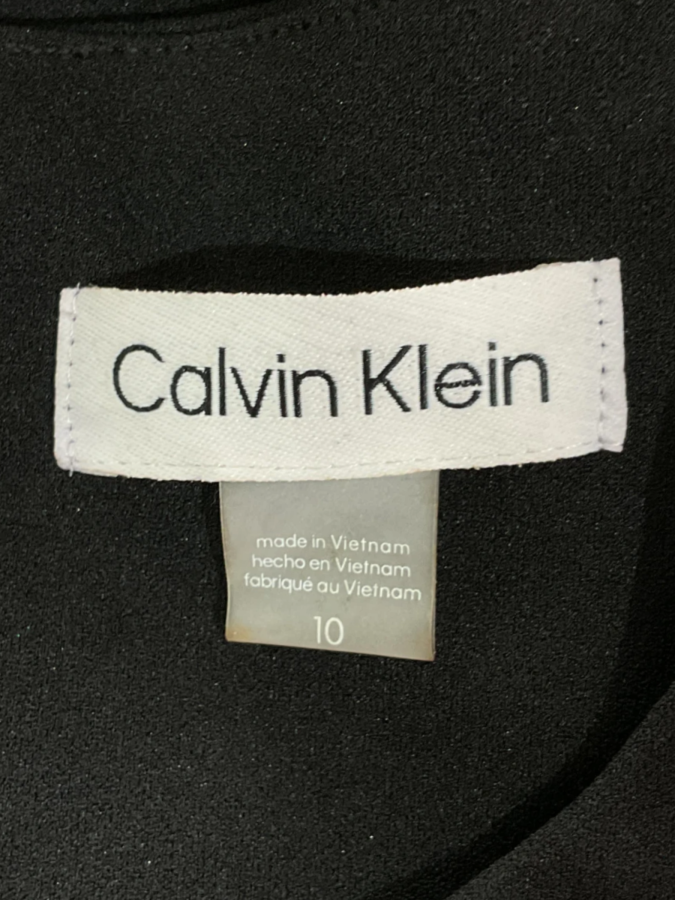 Calvin Klein
made in Vietnam
hecho en Vietnam
fabriqué au Vietnam
10